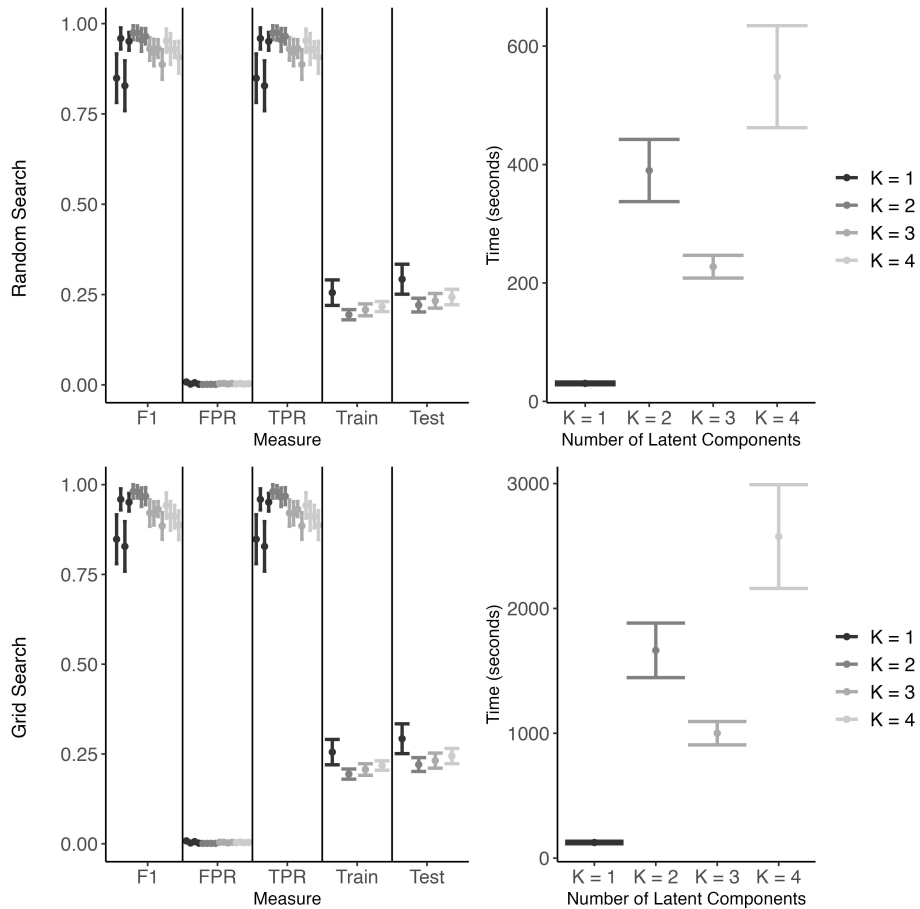 Random Search
1.00
0.75
0.50
0.25
0.00
F1 FPR TPR Train Test
Measure
Time (seconds)
600
400
200
0
K = 1 K = 2 K = 3 K = 4
Number of Latent Components
K = 1
K = 2
K = 3
K = 4
Grid Search
1.00
0.75
0.50
0.25
0.00
F1 FPR TPR Train Test
Measure
Time (seconds)
3000
2000
1000
0
K = 1 K = 2 K = 3 K = 4
Number of Latent Components
K = 1
K = 2
K = 3
K = 4